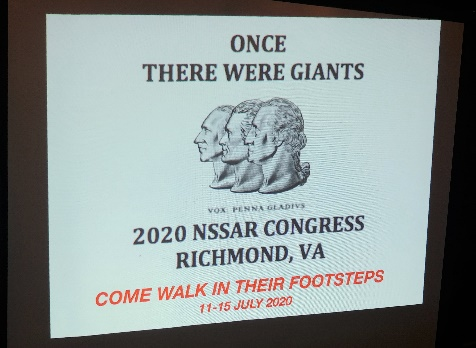 ONCE
THERE WERE GIANTS
VOX PENNA GLADIVS
2020 NSSAR CONGRESS
RICHMOND, VA
COME WALK IN THEIR FOOTSTEPS
11-15 JULY 2020